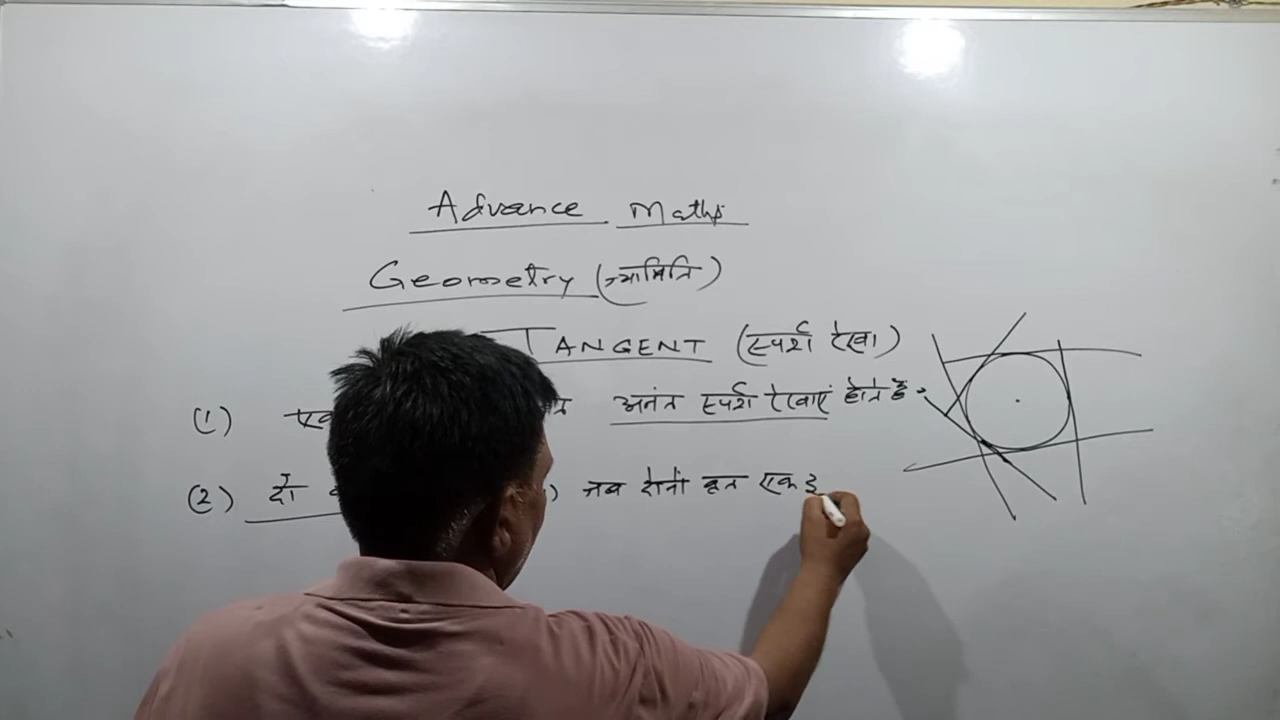 Advance Maths
Geometry (ज्यामिति)
TANGENT (स्पर्श रेखा)
(1) अनंत स्पर्श रेखाएं होते हैं।
(2) दो ) जब दोनों वृत एक